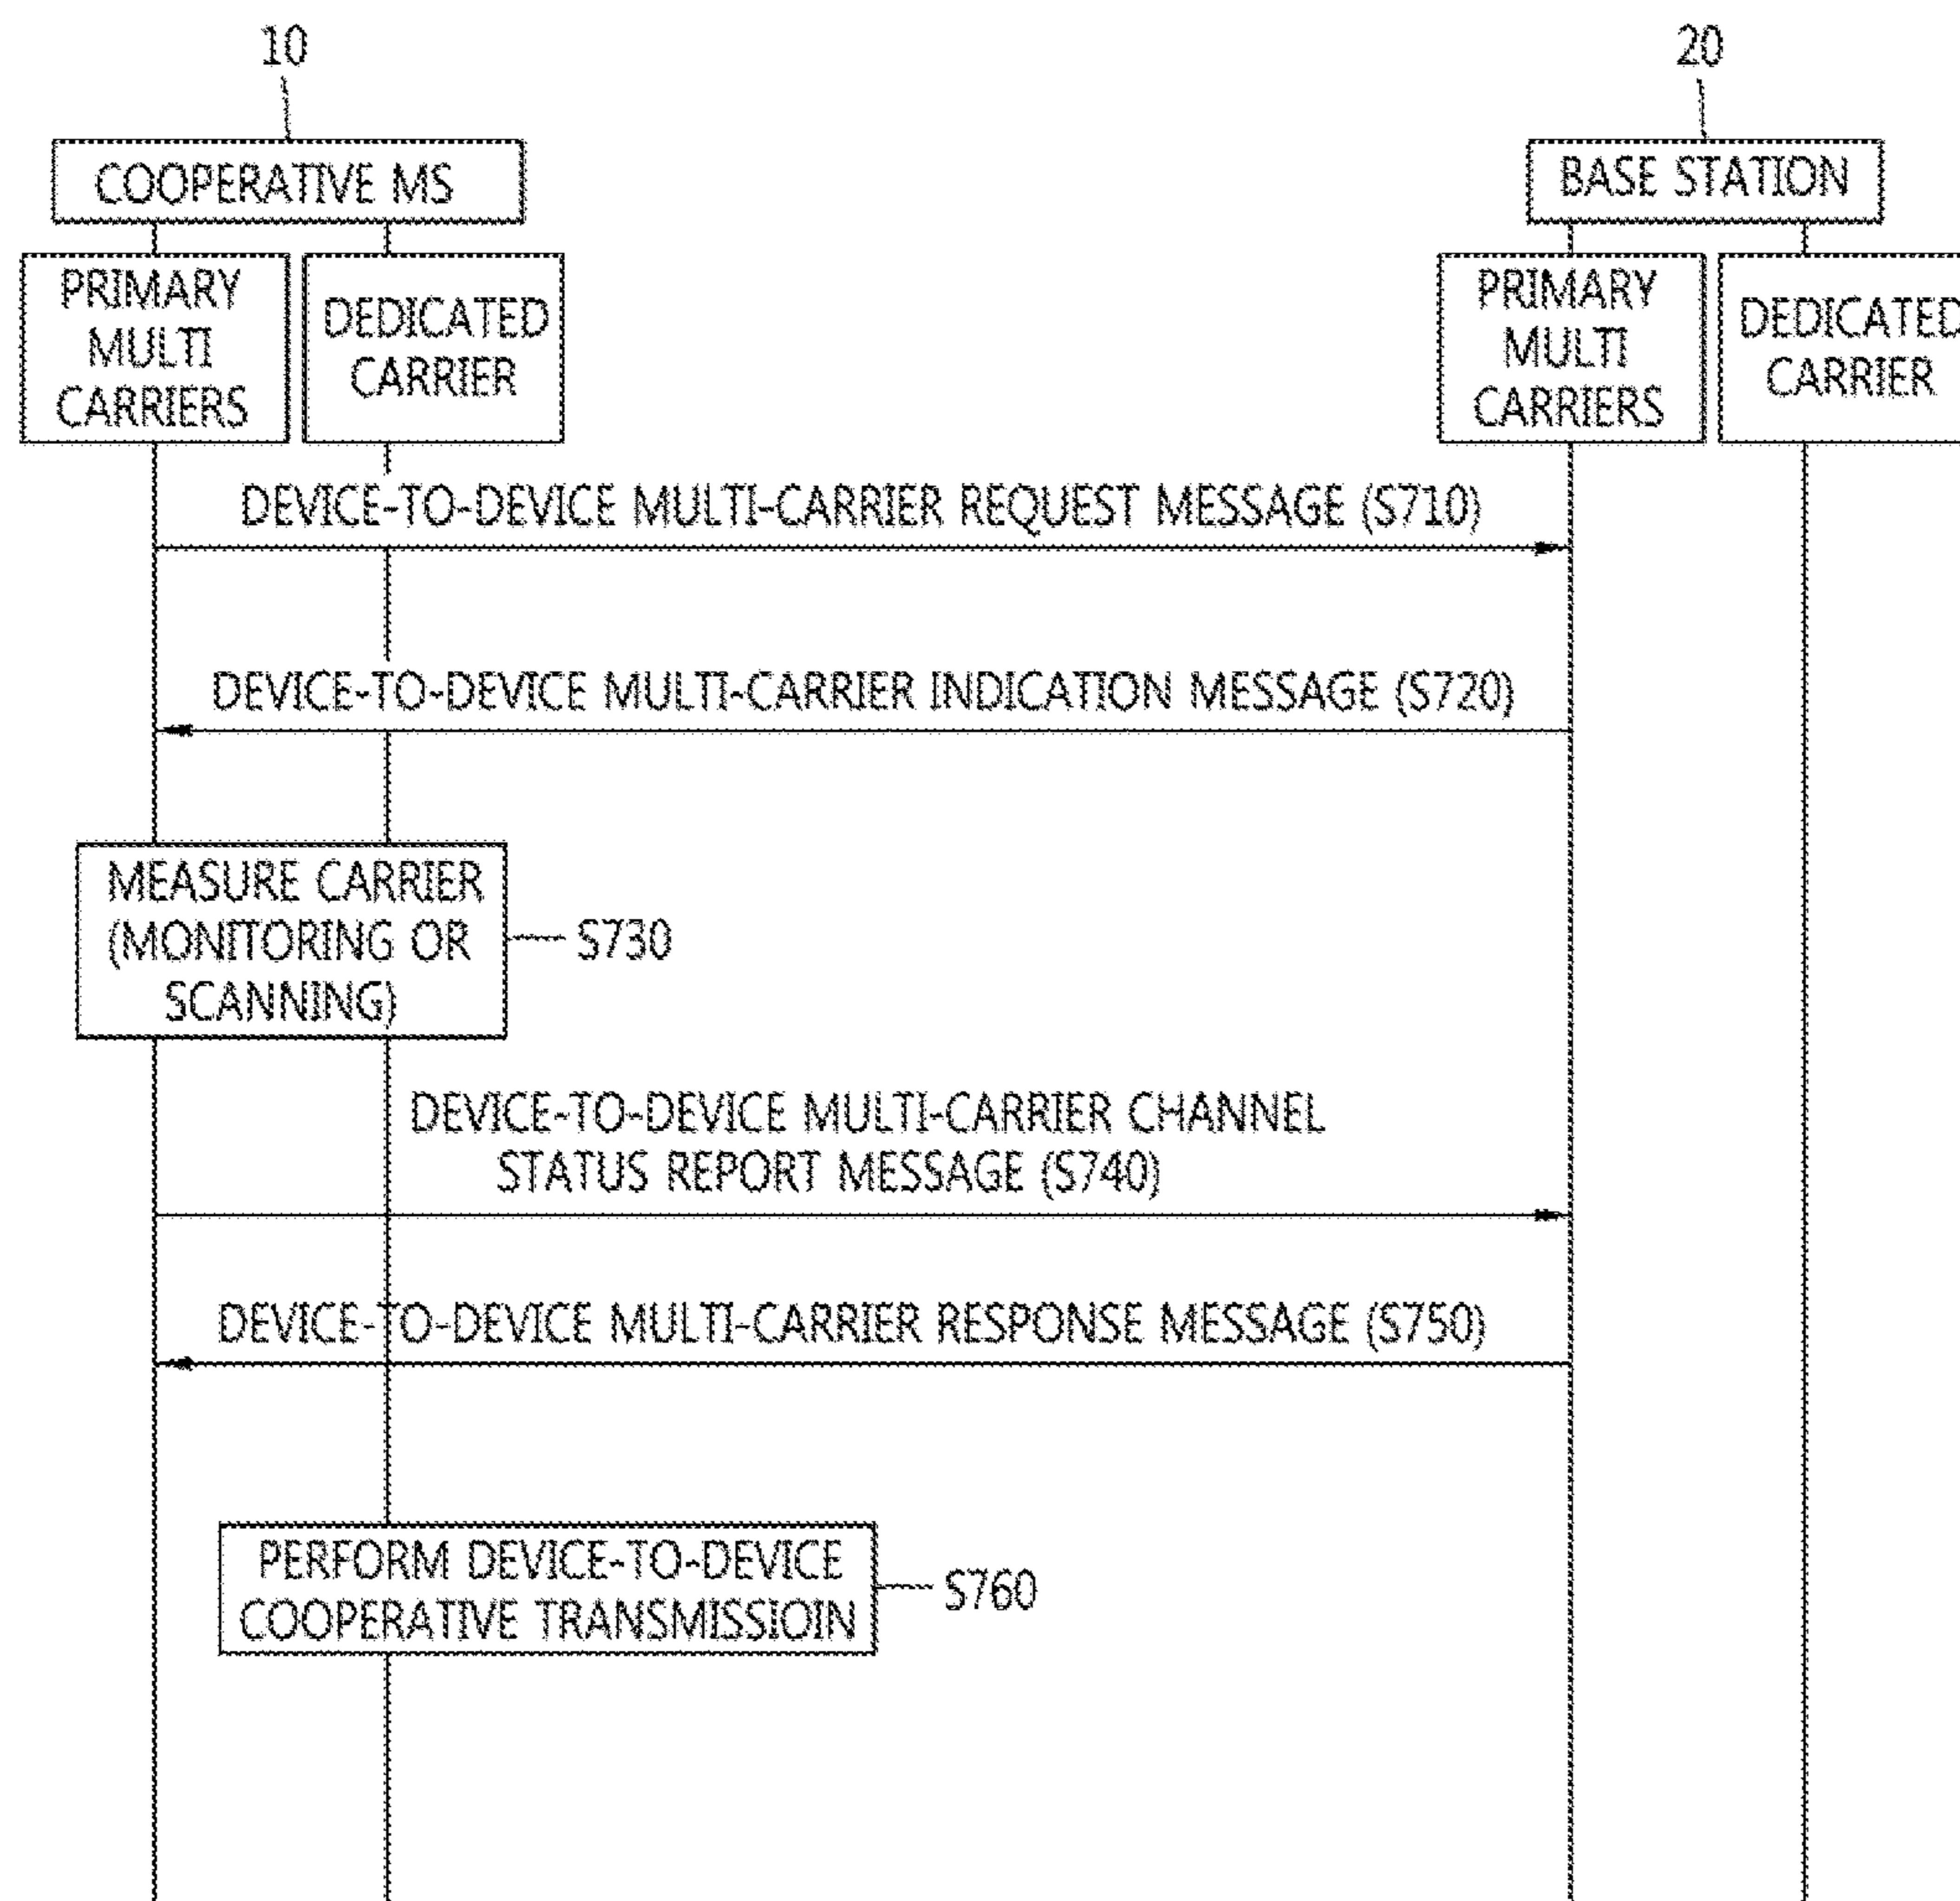 10
20
COOPERATIVE MS
BASE STATION
PRIMARY
MULTI
CARRIERS
DEDICATED
CARRIER
PRIMARY
MULTI
CARRIERS
DEDICATED
CARRIER
DEVICE-TO-DEVICE MULTI-CARRIER REQUEST MESSAGE (S710)
DEVICE-TO-DEVICE MULTI-CARRIER INDICATION MESSAGE (S720)
MEASURE CARRIER
(MONITORING OR
SCANNING)
S730
DEVICE-TO-DEVICE MULTI-CARRIER CHANNEL
STATUS REPORT MESSAGE (S740)
DEVICE-TO-DEVICE MULTI-CARRIER RESPONSE MESSAGE (S750)
PERFORM DEVICE-TO-DEVICE
COOPERATIVE TRANSMISSIOIN
S760